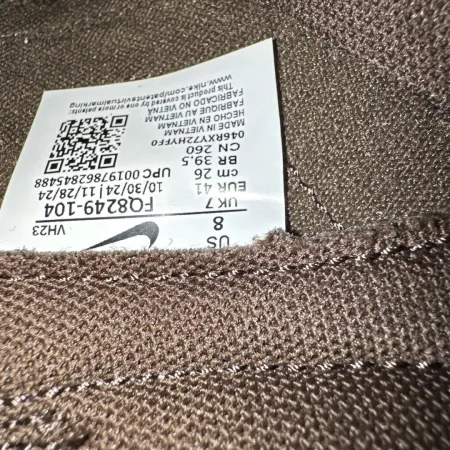 US 8
VH23
UK 7
FQ8249-104
EUR 41
10/30/24 11/28/24
cm 26
UPC 00197862845488
BR 39.5
CN 260
046RXY72HYFF0
MADE IN VIETNAM
HECHO EN VIETNAM
FABRIQUÉ AU VIETNAM
FABRICADO NO VIETNÃ
This product is covered by one or more patents:
www.nike.com/patentsvirtualmarking